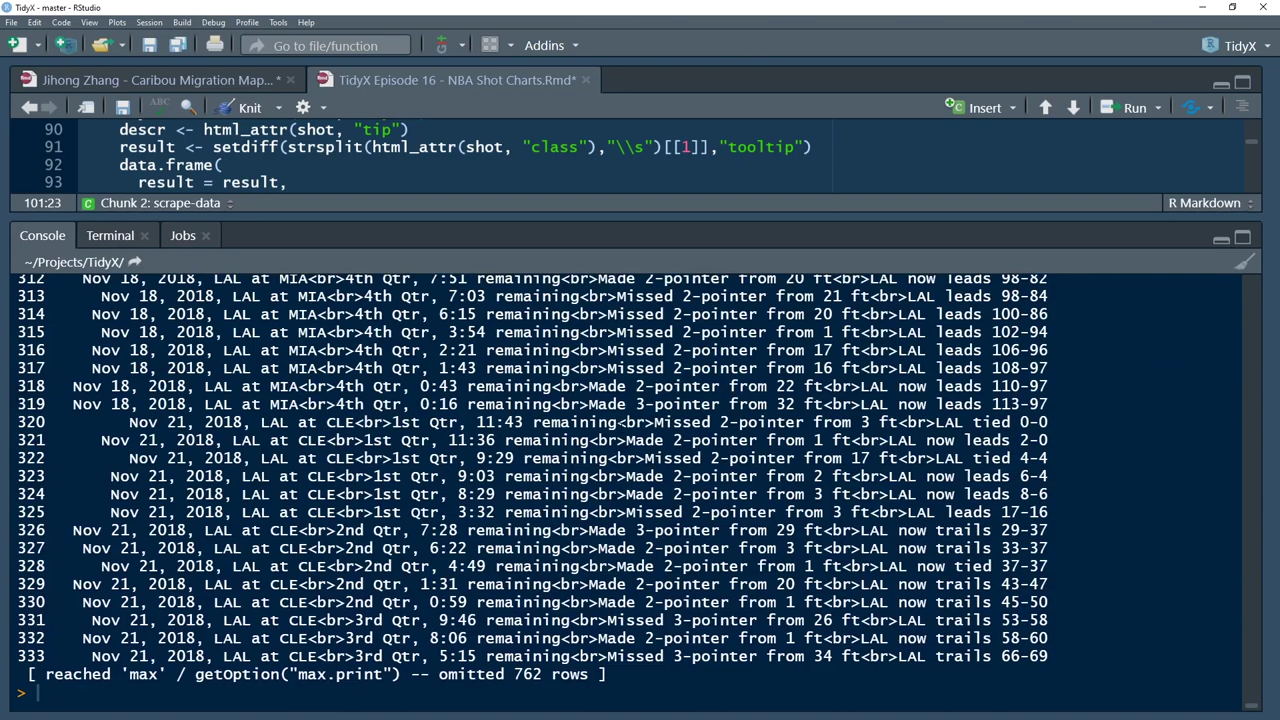 TidyX - master - RStudio
File Edit Code View Plots Session Build Debug Profile Tools Help
Go to file/function Addins TidyX
Jihong Zhang - Caribou Migration Map...* TidyX Episode 16 - NBA Shot Charts.Rmd*
ABC Knit Insert Run
90 descr <- html_attr(shot, "tip")
91 result <- setdiff(strsplit(html_attr(shot, "class"),"\\s")[[1]],"tooltip")
92 data.frame(
93 result = result,
101:23 Chunk 2: scrape-data R Markdown
Console Terminal Jobs
~/Projects/TidyX/
312 Nov 18, 2018, LAL at MIA<br>4th Qtr, 7:51 remaining<br>Made 2-pointer from 20 ft<br>LAL now leads 98-82
313 Nov 18, 2018, LAL at MIA<br>4th Qtr, 7:03 remaining<br>Missed 2-pointer from 21 ft<br>LAL leads 98-84
314 Nov 18, 2018, LAL at MIA<br>4th Qtr, 6:15 remaining<br>Missed 2-pointer from 20 ft<br>LAL leads 100-86
315 Nov 18, 2018, LAL at MIA<br>4th Qtr, 3:54 remaining<br>Missed 2-pointer from 1 ft<br>LAL leads 102-94
316 Nov 18, 2018, LAL at MIA<br>4th Qtr, 2:21 remaining<br>Missed 2-pointer from 17 ft<br>LAL leads 106-96
317 Nov 18, 2018, LAL at MIA<br>4th Qtr, 1:43 remaining<br>Missed 2-pointer from 16 ft<br>LAL leads 108-97
318 Nov 18, 2018, LAL at MIA<br>4th Qtr, 0:43 remaining<br>Made 2-pointer from 22 ft<br>LAL now leads 110-97
319 Nov 18, 2018, LAL at MIA<br>4th Qtr, 0:16 remaining<br>Made 3-pointer from 32 ft<br>LAL now leads 113-97
320 Nov 21, 2018, LAL at CLE<br>1st Qtr, 11:43 remaining<br>Missed 2-pointer from 3 ft<br>LAL tied 0-0
321 Nov 21, 2018, LAL at CLE<br>1st Qtr, 11:36 remaining<br>Made 2-pointer from 1 ft<br>LAL now leads 2-0
322 Nov 21, 2018, LAL at CLE<br>1st Qtr, 9:29 remaining<br>Missed 2-pointer from 17 ft<br>LAL tied 4-4
323 Nov 21, 2018, LAL at CLE<br>1st Qtr, 9:03 remaining<br>Made 2-pointer from 2 ft<br>LAL now leads 6-4
324 Nov 21, 2018, LAL at CLE<br>1st Qtr, 8:29 remaining<br>Made 2-pointer from 3 ft<br>LAL now leads 8-6
325 Nov 21, 2018, LAL at CLE<br>1st Qtr, 3:32 remaining<br>Missed 2-pointer from 3 ft<br>LAL leads 17-16
326 Nov 21, 2018, LAL at CLE<br>2nd Qtr, 7:28 remaining<br>Made 3-pointer from 29 ft<br>LAL now trails 29-37
327 Nov 21, 2018, LAL at CLE<br>2nd Qtr, 6:22 remaining<br>Made 2-pointer from 3 ft<br>LAL now trails 33-37
328 Nov 21, 2018, LAL at CLE<br>2nd Qtr, 4:49 remaining<br>Made 2-pointer from 1 ft<br>LAL now tied 37-37
329 Nov 21, 2018, LAL at CLE<br>2nd Qtr, 1:31 remaining<br>Made 2-pointer from 20 ft<br>LAL now trails 43-47
330 Nov 21, 2018, LAL at CLE<br>2nd Qtr, 0:59 remaining<br>Made 2-pointer from 1 ft<br>LAL now trails 45-50
331 Nov 21, 2018, LAL at CLE<br>3rd Qtr, 9:46 remaining<br>Missed 3-pointer from 26 ft<br>LAL trails 53-58
332 Nov 21, 2018, LAL at CLE<br>3rd Qtr, 8:06 remaining<br>Made 2-pointer from 1 ft<br>LAL now trails 58-60
333 Nov 21, 2018, LAL at CLE<br>3rd Qtr, 5:15 remaining<br>Missed 3-pointer from 34 ft<br>LAL trails 66-69
[ reached 'max' / getOption("max.print") -- omitted 762 rows ]
>